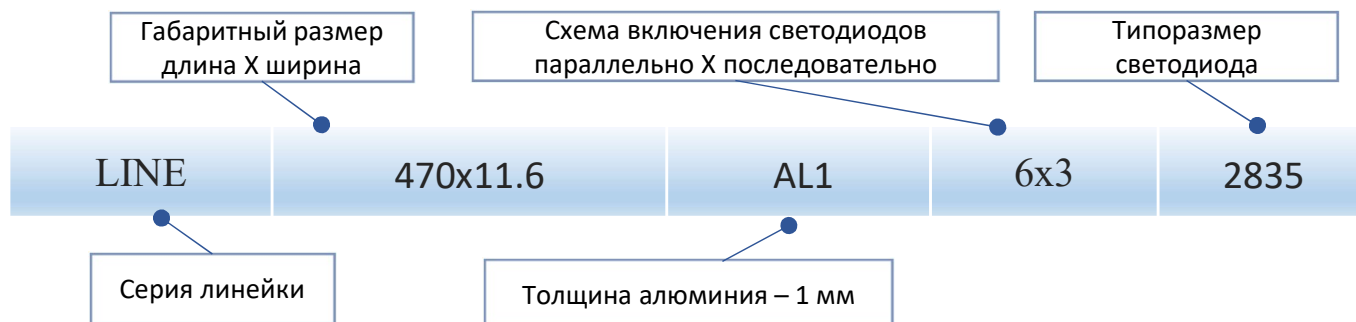 Габаритный размер
длина X ширина
Схема включения светодиодов
параллельно X последовательно
Типоразмер
светодиода
LINE
470x11.6
AL1
6x3
2835
Серия линейки
Толщина алюминия – 1 мм